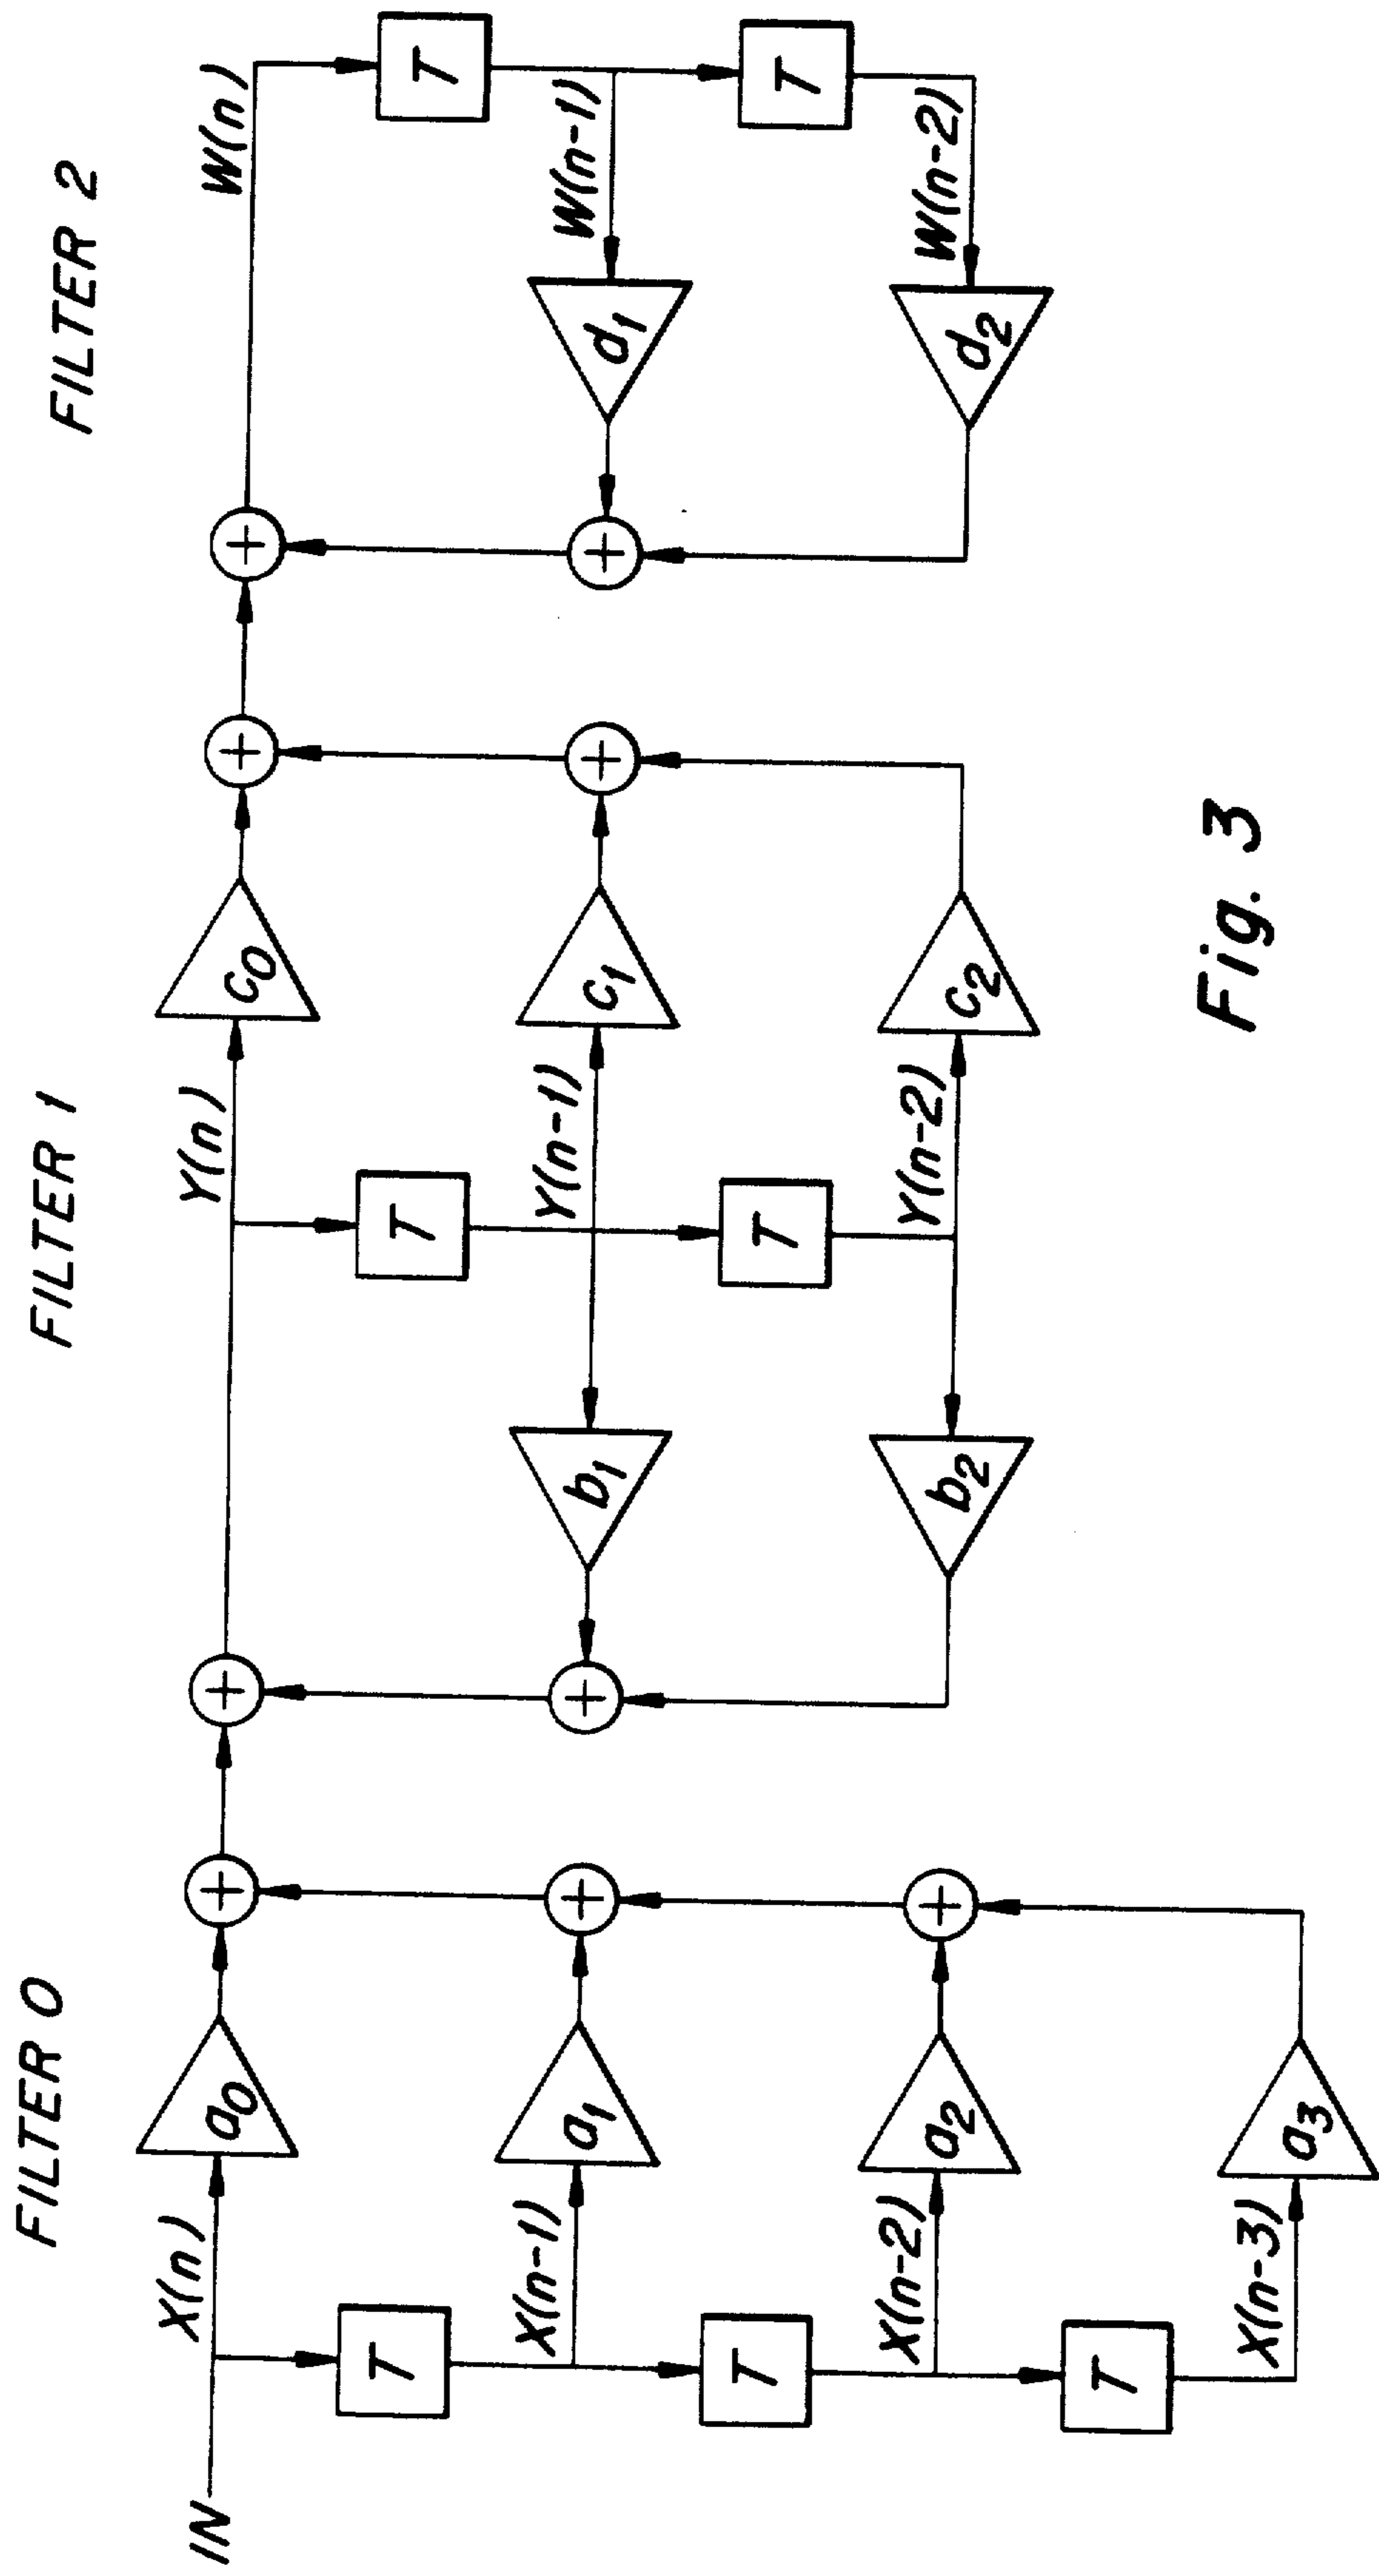 FILTER 0
FILTER 1
FILTER 2
IN
X(n)
a0
T
X(n-1)
a1
T
X(n-2)
a2
T
X(n-3)
a3
+
+
+
+
+
Y(n)
T
Y(n-1)
b1
T
Y(n-2)
b2
c0
c1
c2
+
+
+
+
W(n)
T
W(n-1)
d1
T
W(n-2)
d2
Fig. 3